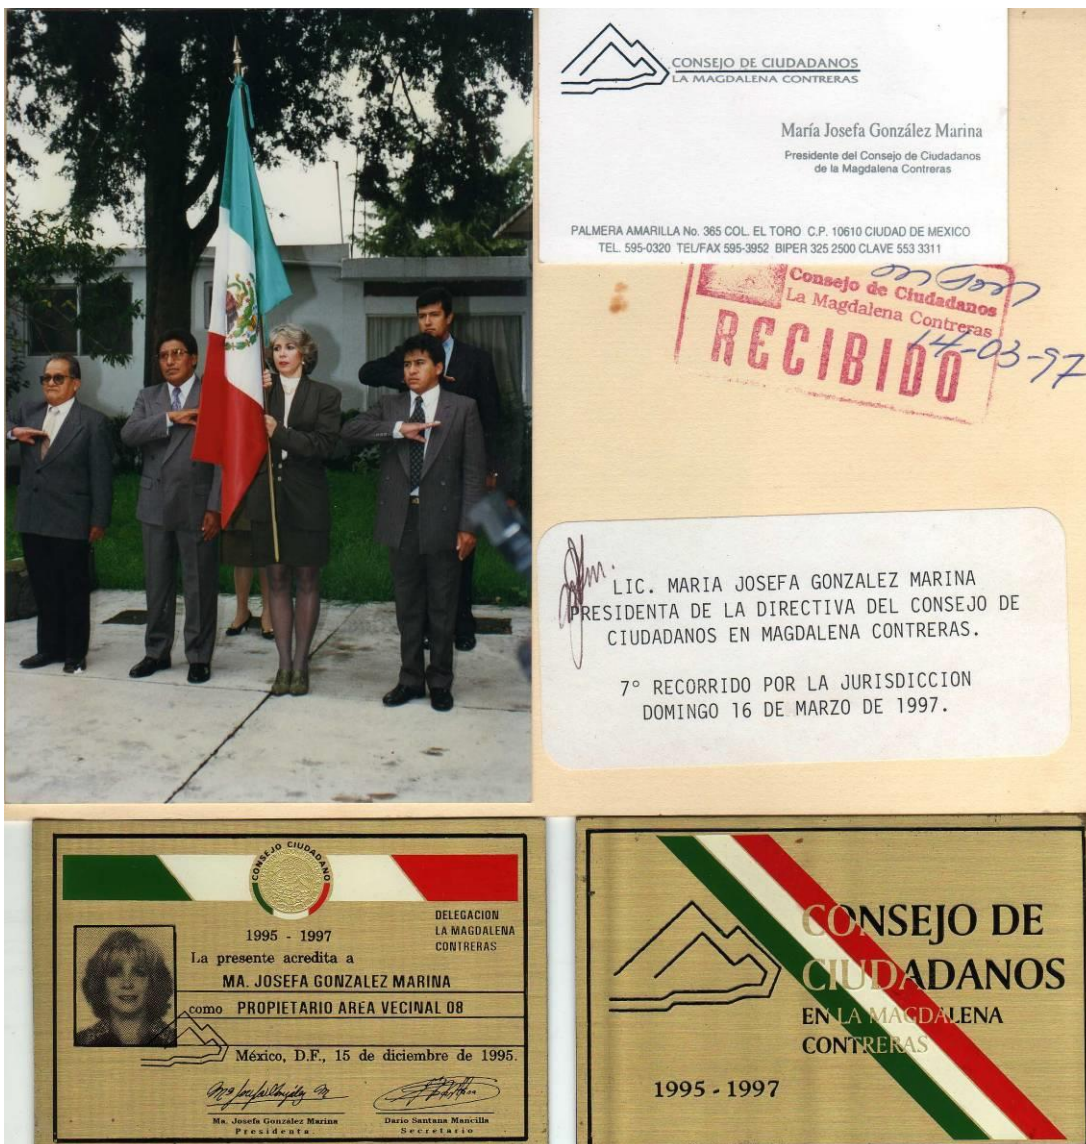 CONSEJO DE CIUDADANOS
LA MAGDALENA CONTRERAS
María Josefa González Marina
Presidente del Consejo de Ciudadanos
de la Magdalena Contreras
PALMERA AMARILLA No. 365 COL. EL TORO C.P. 10610 CIUDAD DE MEXICO
TEL. 595-0320 TEL/FAX 595-3952 BIPER 325 2500 CLAVE 553 3311
Consejo de Ciudadanos
La Magdalena Contreras
RECIBIDO
14-03-97
LIC. MARIA JOSEFA GONZALEZ MARINA
PRESIDENTA DE LA DIRECTIVA DEL CONSEJO DE
CIUDADANOS EN MAGDALENA CONTRERAS.
7° RECORRIDO POR LA JURISDICCION
DOMINGO 16 DE MARZO DE 1997.
CONSEJO CIUDADANO
DELEGACION
LA MAGDALENA
CONTRERAS
1995 - 1997
La presente acredita a
MA. JOSEFA GONZALEZ MARINA
como PROPIETARIO AREA VECINAL 08
México, D.F., 15 de diciembre de 1995.
Ma. Josefa González Marina
Presidenta
Darío Santana Mancilla
Secretario
CONSEJO DE
CIUDADANOS
EN LA MAGDALENA
CONTRERAS
1995 - 1997